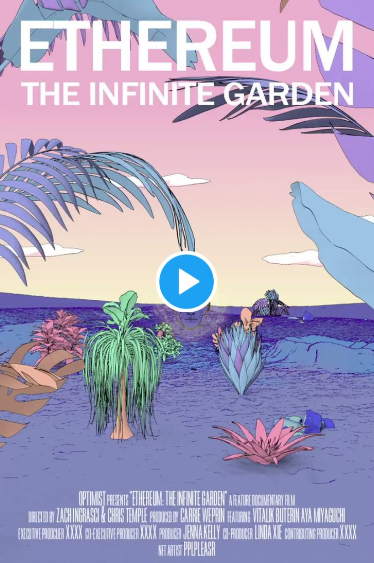 ETHEREUM
THE INFINITE GARDEN
OPTIMIST PRESENTS "ETHEREUM: THE INFINITE GARDEN" A FEATURE DOCUMENTARY FILM
DIRECTED BY ZACH INGRASCI & CHRIS TEMPLE PRODUCED BY CARRIE WEPRIN FEATURING VITALIK BUTERIN AYA MIYAGUCHI
EXECUTIVE PRODUCER XXXX CO-EXECUTIVE PRODUCER XXXX PRODUCER JENNA KELLY CO-PRODUCER LINDA XIE CONTRIBUTING PRODUCER XXXX
NFT ARTIST PPLPLEASR